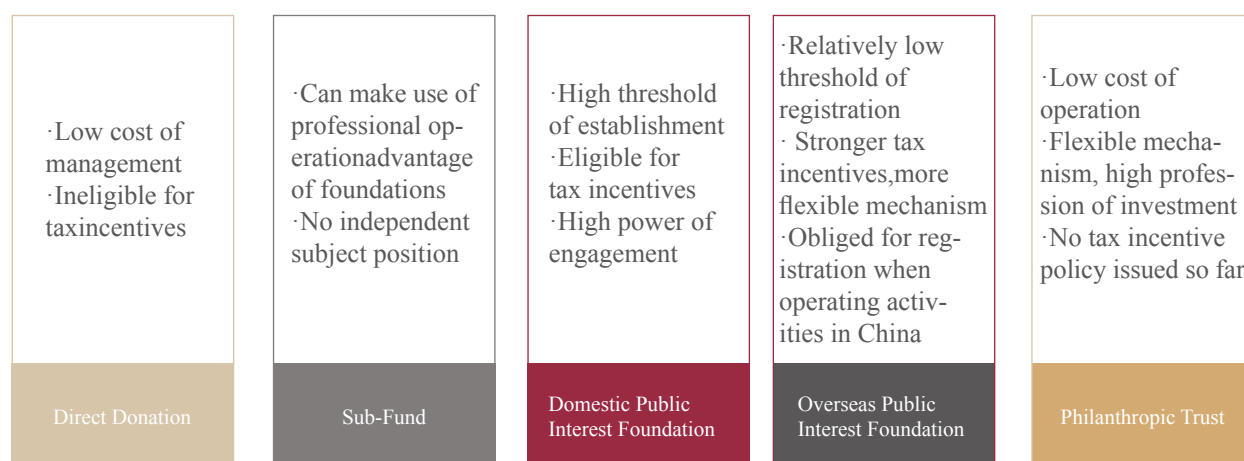 ·Low cost of
management
·Ineligible for
taxincentives
Direct Donation
·Can make use of
professional op-
erationadvantage
of foundations
·No independent
subject position
Sub-Fund
·High threshold
of establishment
·Eligible for
tax incentives
·High power of
engagement
Domestic Public
Interest Foundation
·Relatively low
threshold of
registration
· Stronger tax
incentives,more
flexible mechanism
·Obliged for reg-
istration when
operating activ-
ities in China
Overseas Public
Interest Foundation
·Low cost of
operation
·Flexible mecha-
nism, high profes-
sion of investment
·No tax incentive
policy issued so far
Philanthropic Trust